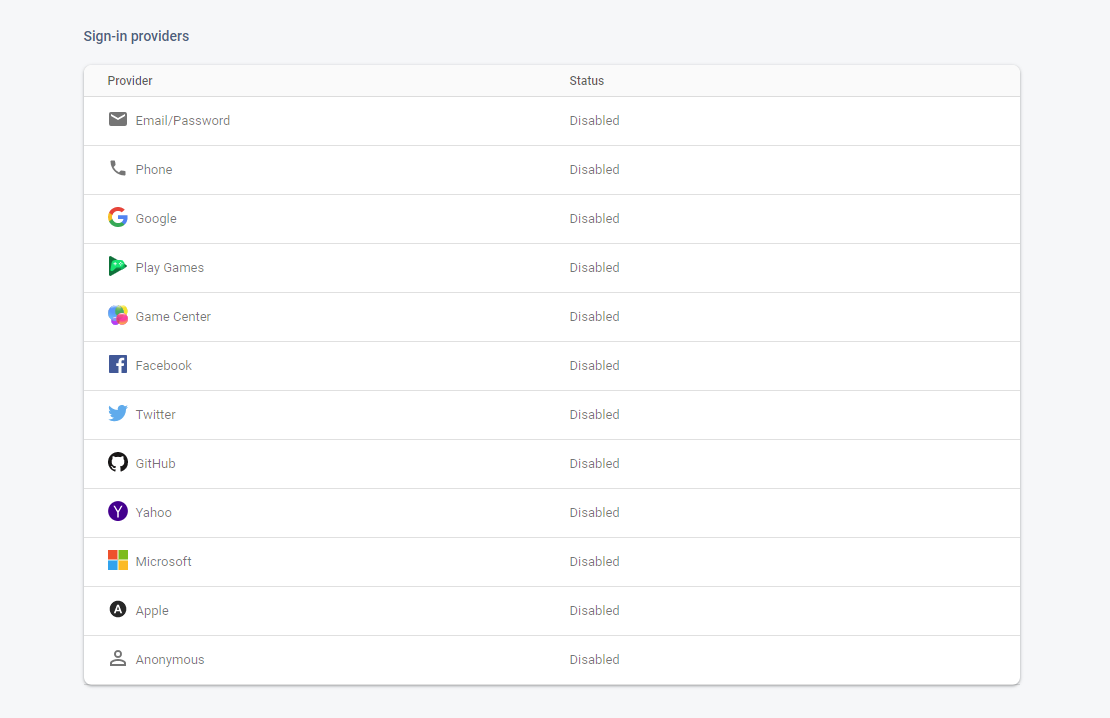 Sign-in providers
Provider Status
Email/Password Disabled
Phone Disabled
Google Disabled
Play Games Disabled
Game Center Disabled
Facebook Disabled
Twitter Disabled
GitHub Disabled
Yahoo Disabled
Microsoft Disabled
Apple Disabled
Anonymous Disabled